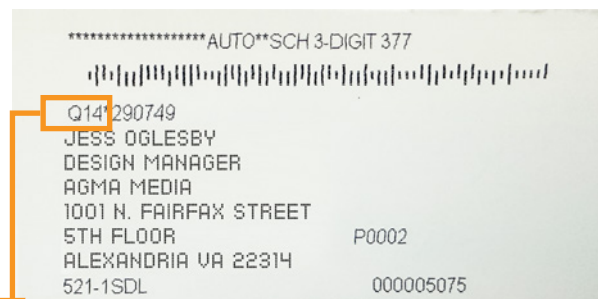 *******************AUTO**SCH 3-DIGIT 377
Q14*290749
JESS OGLESBY
DESIGN MANAGER
AGMA MEDIA
1001 N. FAIRFAX STREET
5TH FLOOR P0002
ALEXANDRIA VA 22314
521-1SDL 000005075